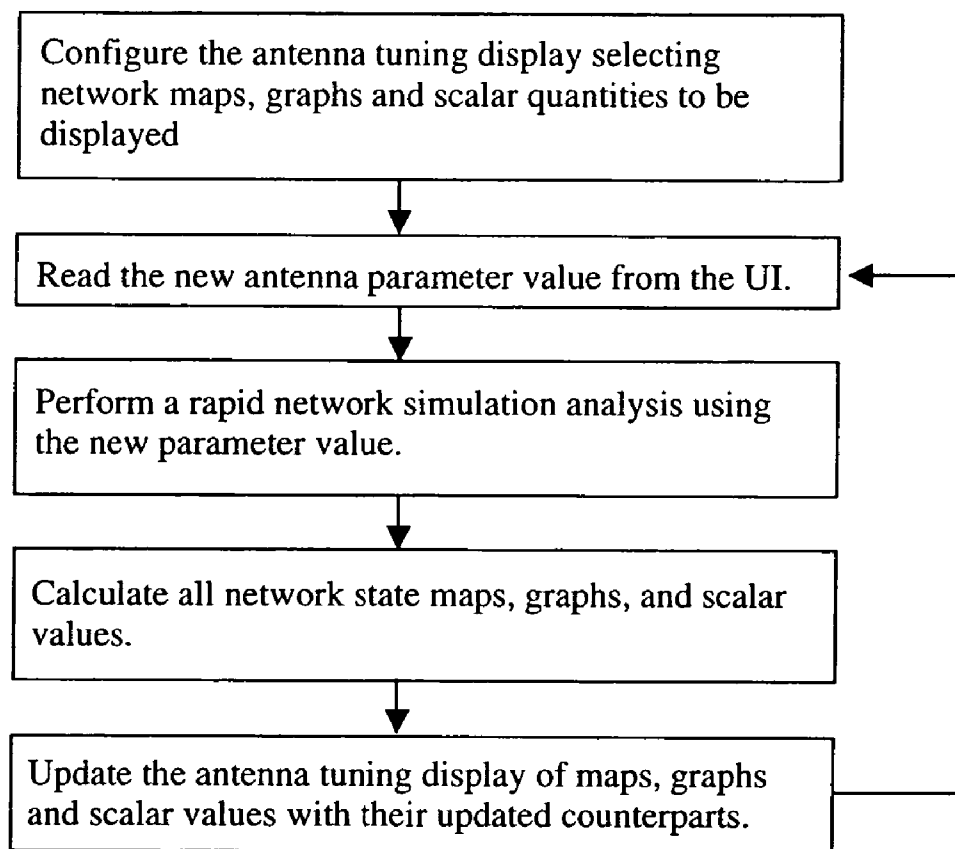 Configure the antenna tuning display selecting
network maps, graphs and scalar quantities to be
displayed
Read the new antenna parameter value from the UI.
Perform a rapid network simulation analysis using
the new parameter value.
Calculate all network state maps, graphs, and scalar
values.
Update the antenna tuning display of maps, graphs
and scalar values with their updated counterparts.